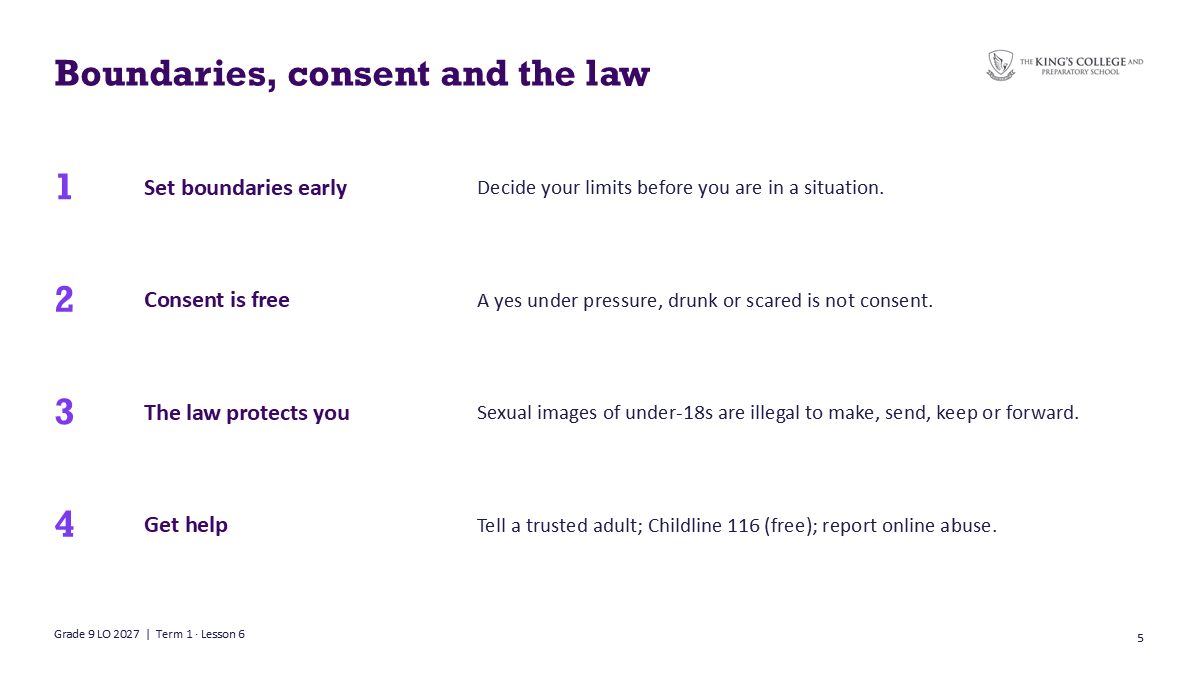 Boundaries, consent and the law
THE KING'S COLLEGE AND
PREPARATORY SCHOOL
1 Set boundaries early Decide your limits before you are in a situation.
2 Consent is free A yes under pressure, drunk or scared is not consent.
3 The law protects you Sexual images of under-18s are illegal to make, send, keep or forward.
4 Get help Tell a trusted adult; Childline 116 (free); report online abuse.
Grade 9 LO 2027 | Term 1 · Lesson 6
5